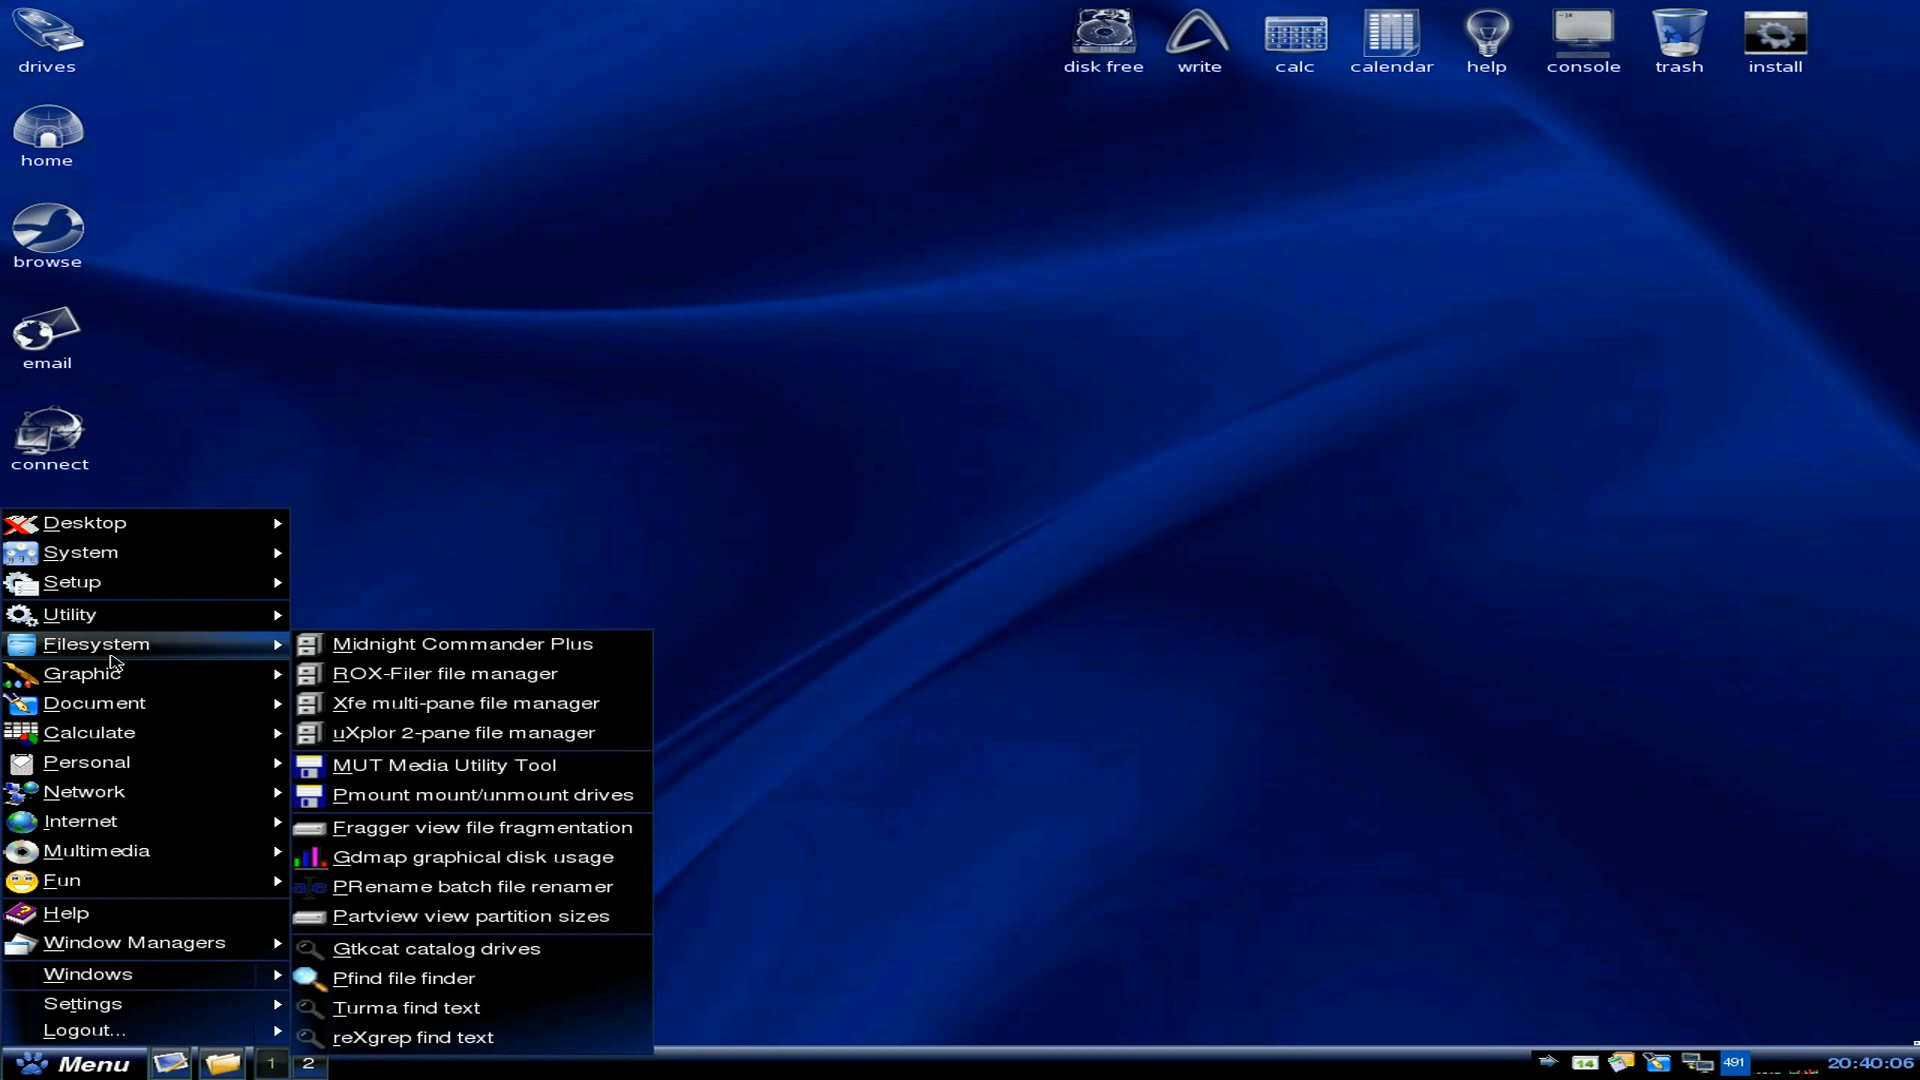 disk free
write
calc
calendar
help
console
trash
install
drives
home
browse
email
connect
Desktop
System
Setup
Utility
Filesystem
Graphic
Document
Calculate
Personal
Network
Internet
Multimedia
Fun
Help
Window Managers
Windows
Settings
Logout...
Midnight Commander Plus
ROX-Filer file manager
Xfe multi-pane file manager
uXplor 2-pane file manager
MUT Media Utility Tool
Pmount mount/unmount drives
Fragger view file fragmentation
Gdmap graphical disk usage
PRename batch file renamer
Partview view partition sizes
Gtkcat catalog drives
Pfind file finder
Turma find text
reXgrep find text
Menu
1
2
14
491
20:40:06